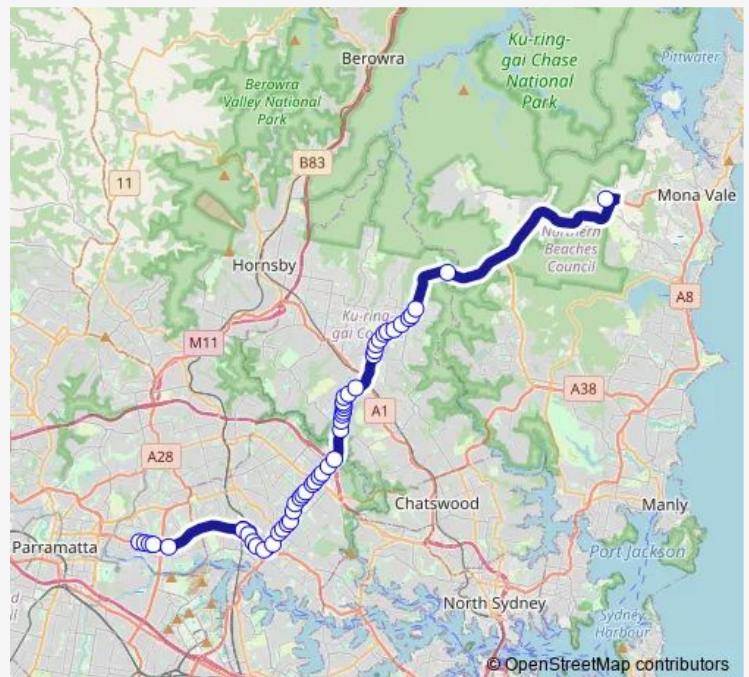 Ku-ring-
gai Chase
National
Park
Pittwater
Berowra
Berowra
Valley National
Park
B83
11
Mona Vale
Northern
Beaches
Council
Hornsby
A8
Ku-ring-
M11
A38
A1
A28
Chatswood
Manly
Parramatta
Port Jackson
North Sydney
Sydney
Harbour
© OpenStreetMap contributors